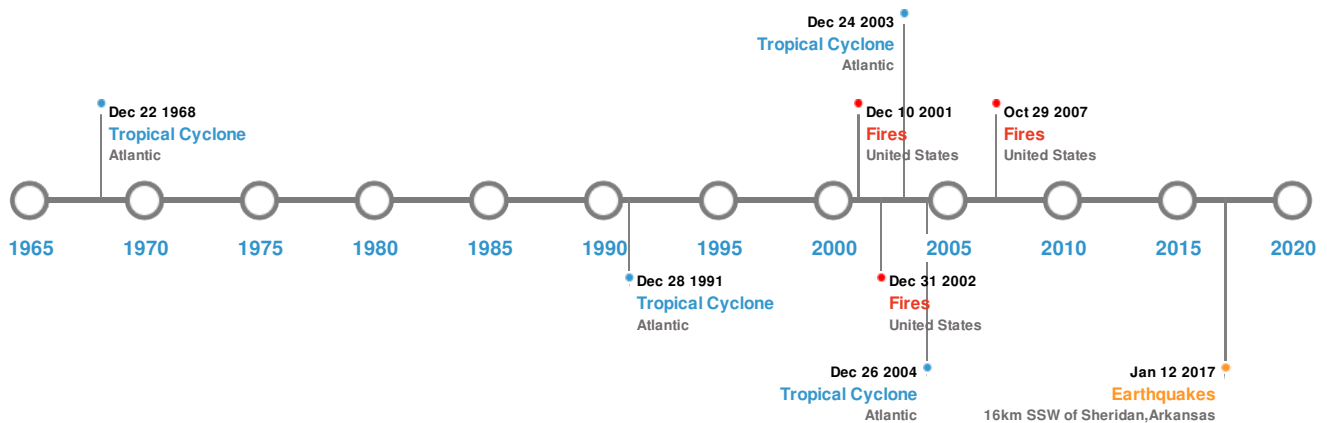 Dec 24 2003
Tropical Cyclone
Atlantic
Dec 22 1968
Tropical Cyclone
Atlantic
Dec 10 2001
Fires
United States
Oct 29 2007
Fires
United States
1965 1970 1975 1980 1985 1990 1995 2000 2005 2010 2015 2020
Dec 28 1991
Tropical Cyclone
Atlantic
Dec 31 2002
Fires
United States
Dec 26 2004
Tropical Cyclone
Atlantic
Jan 12 2017
Earthquakes
16km SSW of Sheridan,Arkansas